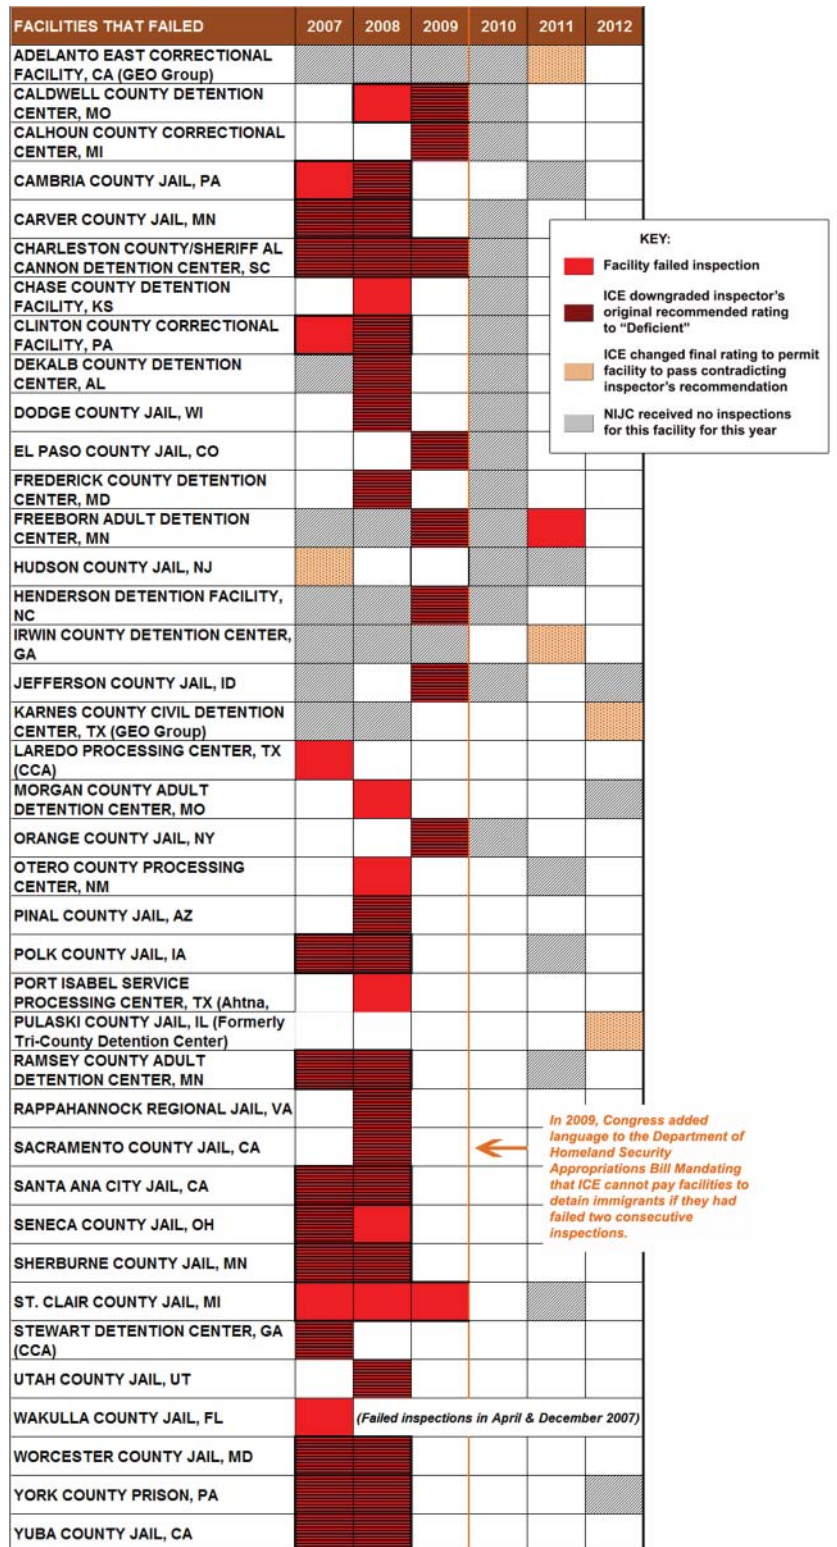 FACILITIES THAT FAILED 2007 2008 2009 2010 2011 2012
ADELANTO EAST CORRECTIONAL
FACILITY, CA (GEO Group)
CALDWELL COUNTY DETENTION
CENTER, MO
CALHOUN COUNTY CORRECTIONAL
CENTER, MI
CAMBRIA COUNTY JAIL, PA
CARVER COUNTY JAIL, MN
CHARLESTON COUNTY/SHERIFF AL
CANNON DETENTION CENTER, SC
CHASE COUNTY DETENTION
FACILITY, KS
CLINTON COUNTY CORRECTIONAL
FACILITY, PA
DEKALB COUNTY DETENTION
CENTER, AL
DODGE COUNTY JAIL, WI
EL PASO COUNTY JAIL, CO
FREDERICK COUNTY DETENTION
CENTER, MD
FREEBORN ADULT DETENTION
CENTER, MN
HUDSON COUNTY JAIL, NJ
HENDERSON DETENTION FACILITY,
NC
IRWIN COUNTY DETENTION CENTER,
GA
JEFFERSON COUNTY JAIL, ID
KARNES COUNTY CIVIL DETENTION
CENTER, TX (GEO Group)
LAREDO PROCESSING CENTER, TX
(CCA)
MORGAN COUNTY ADULT
DETENTION CENTER, MO
ORANGE COUNTY JAIL, NY
OTERO COUNTY PROCESSING
CENTER, NM
PINAL COUNTY JAIL, AZ
POLK COUNTY JAIL, IA
PORT ISABEL SERVICE
PROCESSING CENTER, TX (Ahtna,
PULASKI COUNTY JAIL, IL (Formerly
Tri-County Detention Center)
RAMSEY COUNTY ADULT
DETENTION CENTER, MN
RAPPAHANNOCK REGIONAL JAIL, VA
SACRAMENTO COUNTY JAIL, CA
SANTA ANA CITY JAIL, CA
SENECA COUNTY JAIL, OH
SHERBURNE COUNTY JAIL, MN
ST. CLAIR COUNTY JAIL, MI
STEWART DETENTION CENTER, GA
(CCA)
UTAH COUNTY JAIL, UT
WAKULLA COUNTY JAIL, FL (Failed inspections in April & December 2007)
WORCESTER COUNTY JAIL, MD
YORK COUNTY PRISON, PA
YUBA COUNTY JAIL, CA
KEY:
Facility failed inspection
ICE downgraded inspector's
original recommended rating
to “Deficient”
ICE changed final rating to permit
facility to pass contradicting
inspector's recommendation
NIJC received no inspections
for this facility for this year
In 2009, Congress added
language to the Department of
Homeland Security
Appropriations Bill Mandating
that ICE cannot pay facilities to
detain immigrants if they had
failed two consecutive
inspections.